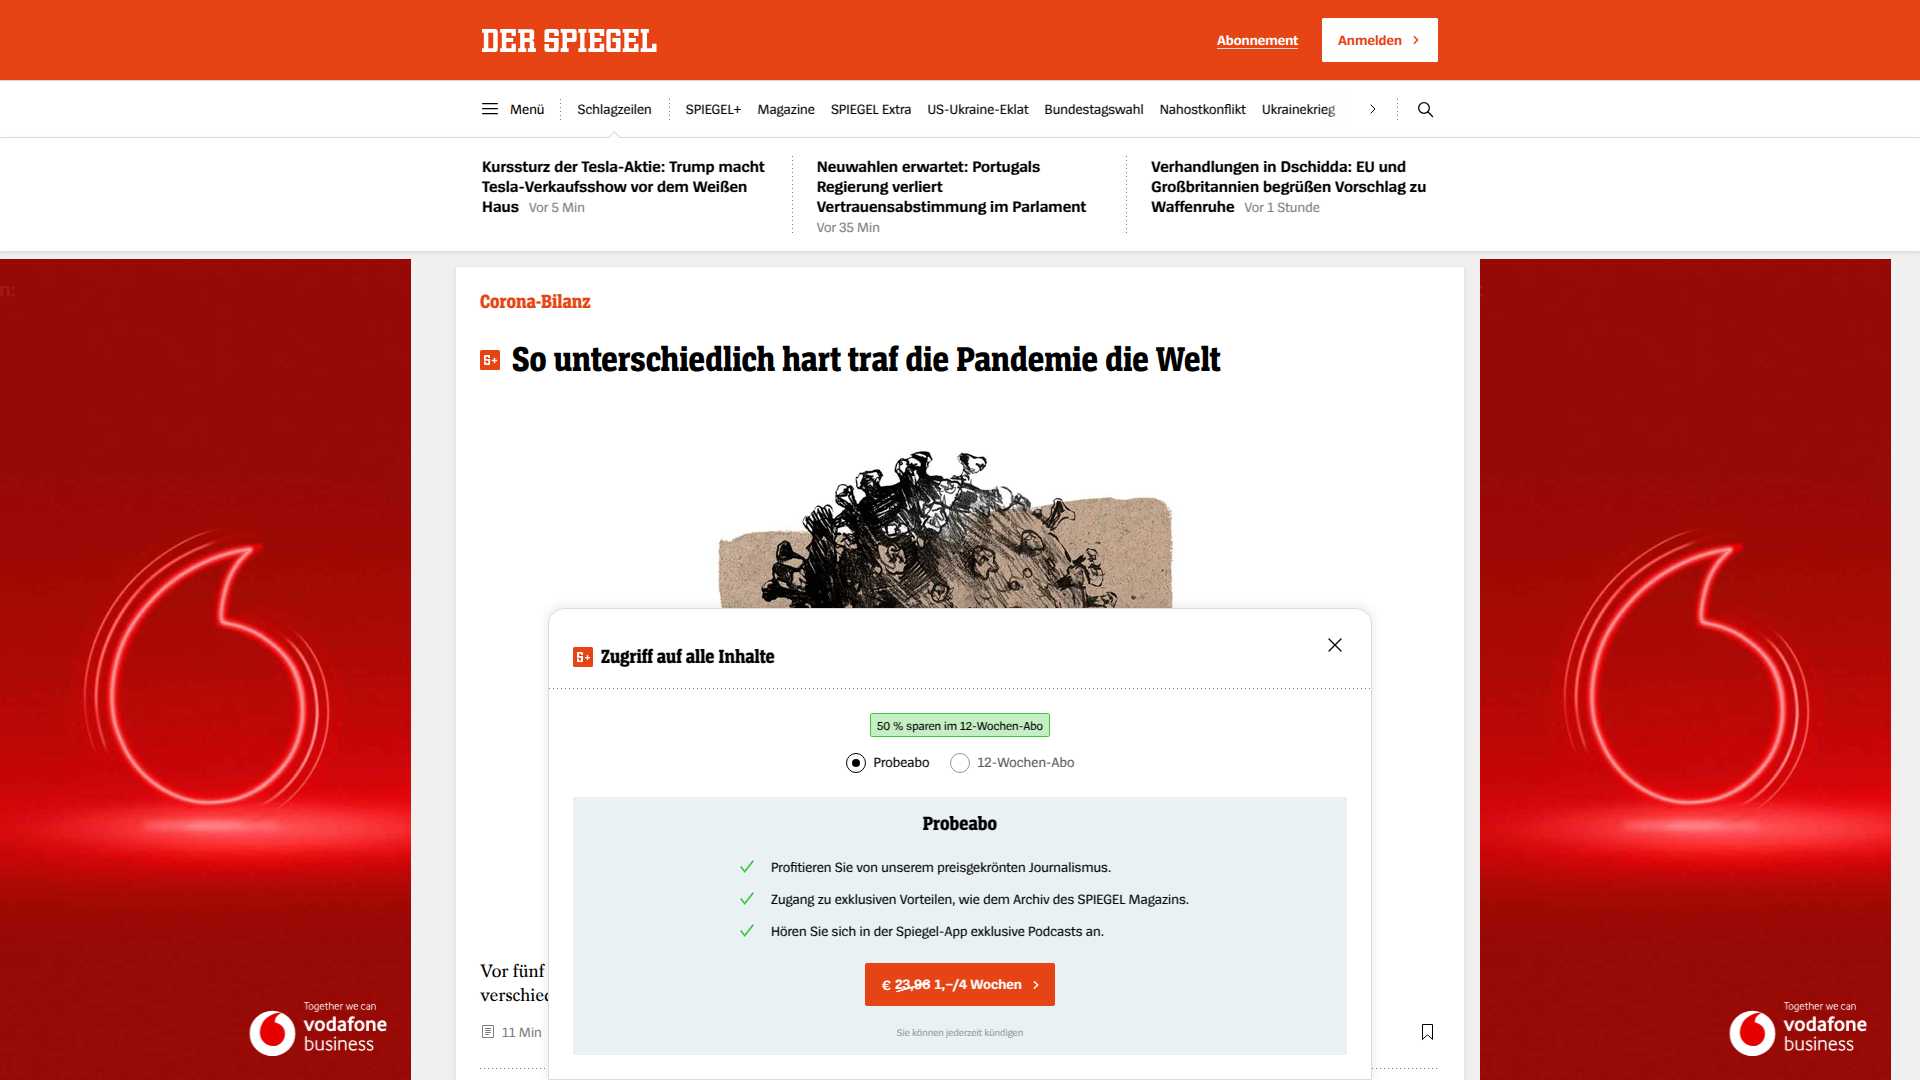 DER SPIEGEL
Abonnement
Anmelden
Menü
Schlagzeilen
SPIEGEL+
Magazine
SPIEGEL Extra
US-Ukraine-Eklat
Bundestagswahl
Nahostkonflikt
Ukrainekrieg
Kurssturz der Tesla-Aktie: Trump macht
Tesla-Verkaufsshow vor dem Weißen
Haus Vor 5 Min
Neuwahlen erwartet: Portugals
Regierung verliert
Vertrauensabstimmung im Parlament
Vor 35 Min
Verhandlungen in Dschidda: EU und
Großbritannien begrüßen Vorschlag zu
Waffenruhe Vor 1 Stunde
Corona-Bilanz
S+ So unterschiedlich hart traf die Pandemie die Welt
S+ Zugriff auf alle Inhalte
50 % sparen im 12-Wochen-Abo
Probeabo
12-Wochen-Abo
Probeabo
Profitieren Sie von unserem preisgekrönten Journalismus.
Zugang zu exklusiven Vorteilen, wie dem Archiv des SPIEGEL Magazins.
Hören Sie sich in der Spiegel-App exklusive Podcasts an.
€ 23,96 1,–/4 Wochen
Sie können jederzeit kündigen
Vor fünf
11 Min
Together we can
vodafone
business
Together we can
vodafone
business